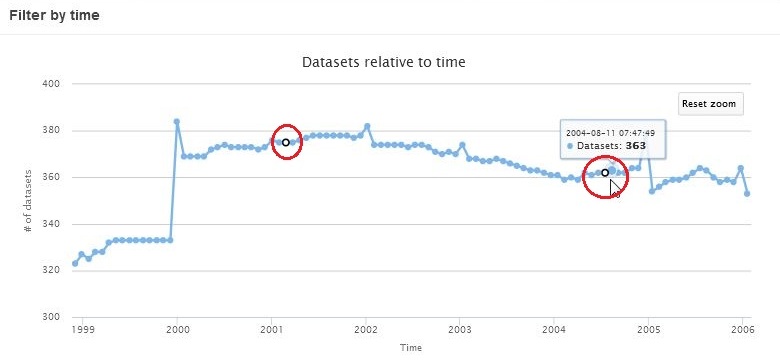 Filter by time
Datasets relative to time
400
380
360
340
320
300
# of datasets
Reset zoom
2004-08-11 07:47:49
Datasets: 363
1999
2000
2001
2002
2003
2004
2005
2006
Time